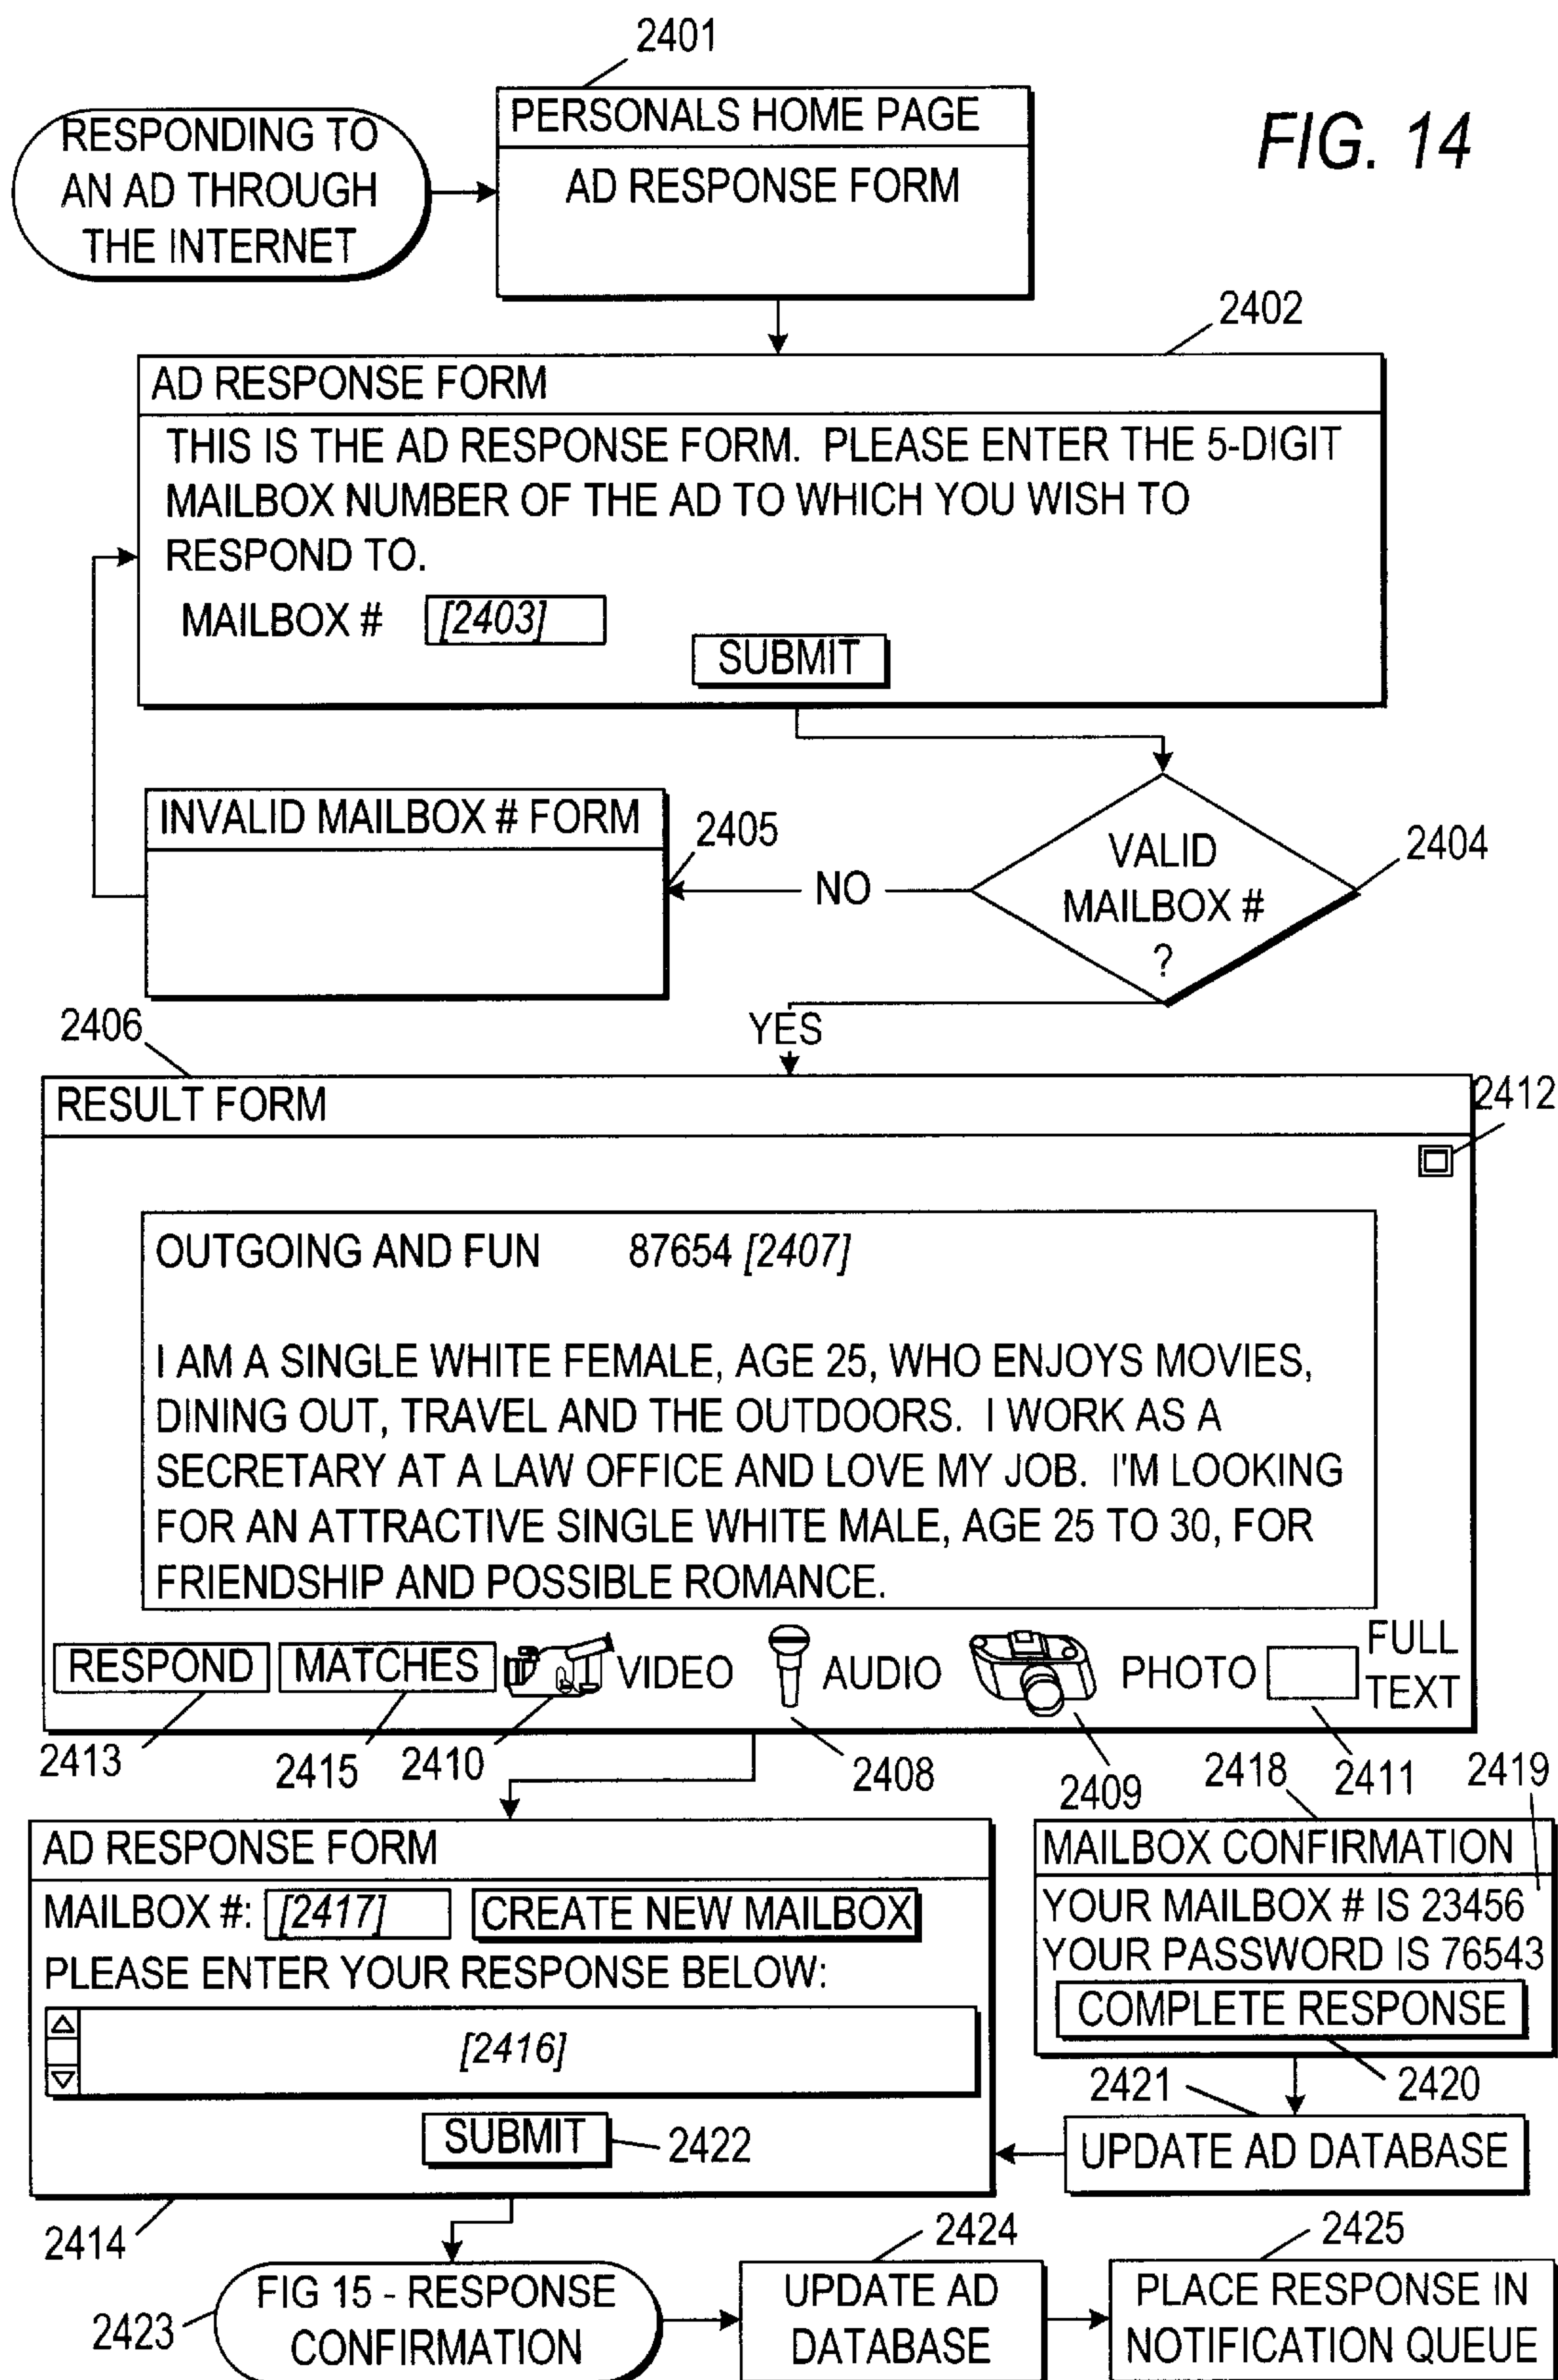 2401
RESPONDING TO
AN AD THROUGH
THE INTERNET
PERSONALS HOME PAGE
AD RESPONSE FORM
FIG. 14
2402
AD RESPONSE FORM
THIS IS THE AD RESPONSE FORM. PLEASE ENTER THE 5-DIGIT
MAILBOX NUMBER OF THE AD TO WHICH YOU WISH TO
RESPOND TO.
MAILBOX # [2403]
SUBMIT
INVALID MAILBOX # FORM
2405
NO
VALID
MAILBOX #
?
2404
YES
2406
RESULT FORM
2412
OUTGOING AND FUN 87654 [2407]
I AM A SINGLE WHITE FEMALE, AGE 25, WHO ENJOYS MOVIES,
DINING OUT, TRAVEL AND THE OUTDOORS. I WORK AS A
SECRETARY AT A LAW OFFICE AND LOVE MY JOB. I'M LOOKING
FOR AN ATTRACTIVE SINGLE WHITE MALE, AGE 25 TO 30, FOR
FRIENDSHIP AND POSSIBLE ROMANCE.
RESPOND MATCHES VIDEO AUDIO PHOTO FULL
TEXT
2413 2415 2410 2408 2409 2418 2411 2419
AD RESPONSE FORM
MAILBOX #: [2417] CREATE NEW MAILBOX
PLEASE ENTER YOUR RESPONSE BELOW:
[2416]
SUBMIT 2422
2414
MAILBOX CONFIRMATION
YOUR MAILBOX # IS 23456
YOUR PASSWORD IS 76543
COMPLETE RESPONSE
2421 2420
UPDATE AD DATABASE
2423
FIG 15 - RESPONSE
CONFIRMATION
2424
UPDATE AD
DATABASE
2425
PLACE RESPONSE IN
NOTIFICATION QUEUE